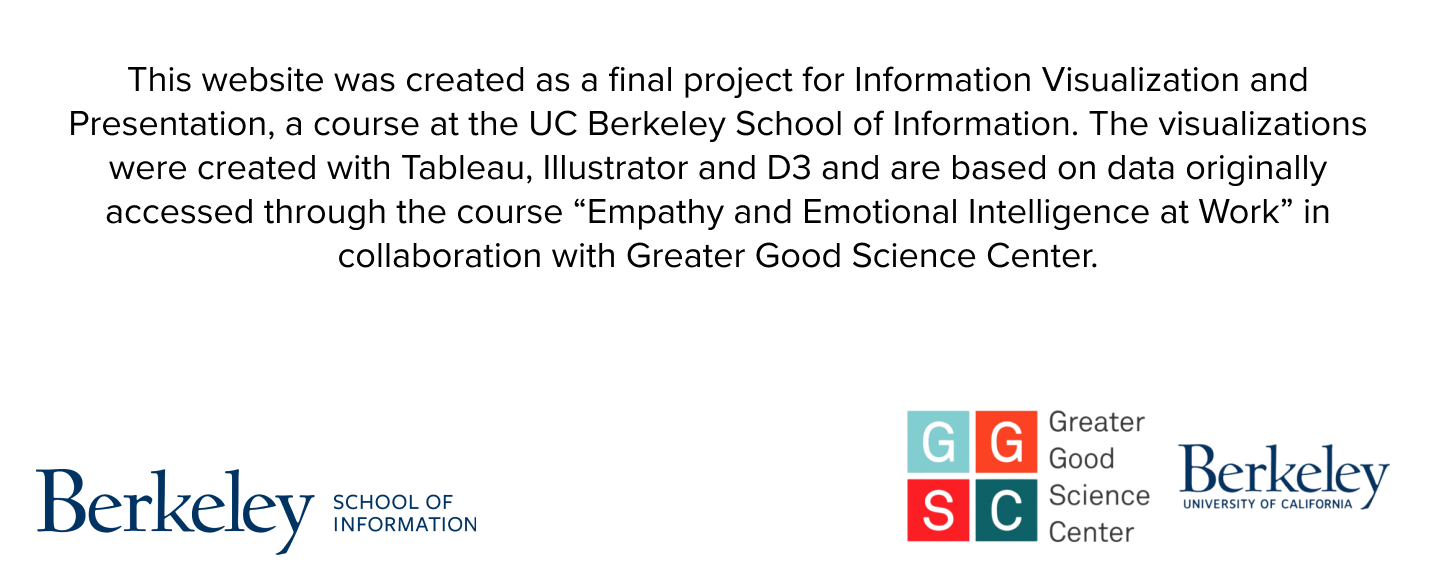 This website was created as a final project for Information Visualization and
Presentation, a course at the UC Berkeley School of Information. The visualizations
were created with Tableau, Illustrator and D3 and are based on data originally
accessed through the course “Empathy and Emotional Intelligence at Work” in
collaboration with Greater Good Science Center.
Berkeley
SCHOOL OF
INFORMATION
G G
S C
Greater
Good
Science
Center
Berkeley
UNIVERSITY OF CALIFORNIA